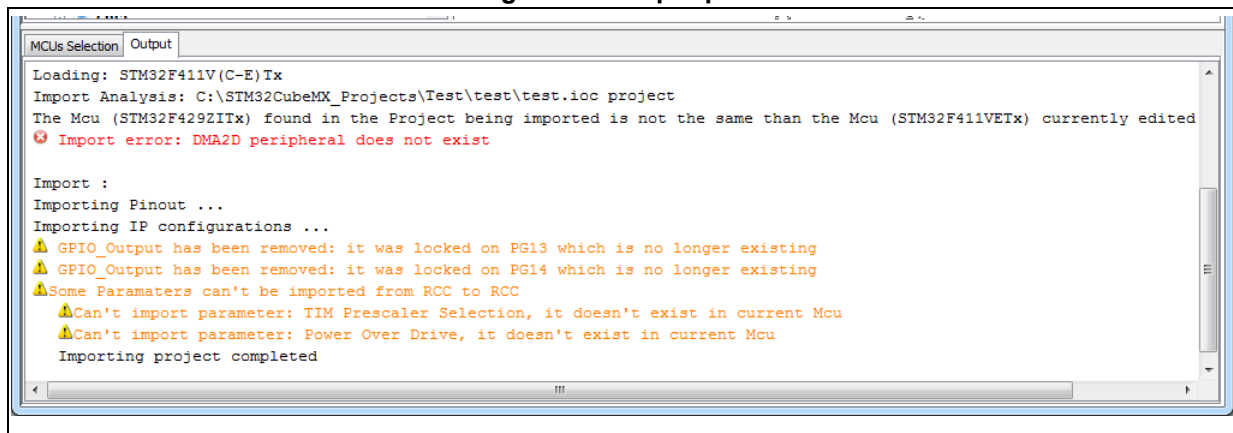 MCUs Selection Output
Loading: STM32F411V(C-E)Tx
Import Analysis: C:\STM32CubeMX_Projects\Test\test\test.ioc project
The Mcu (STM32F429ZITx) found in the Project being imported is not the same than the Mcu (STM32F411VETx) currently edited
Import error: DMA2D peripheral does not exist
Import :
Importing Pinout ...
Importing IP configurations ...
GPIO_Output has been removed: it was locked on PG13 which is no longer existing
GPIO_Output has been removed: it was locked on PG14 which is no longer existing
Some Paramaters can't be imported from RCC to RCC
Can't import parameter: TIM Prescaler Selection, it doesn't exist in current Mcu
Can't import parameter: Power Over Drive, it doesn't exist in current Mcu
Importing project completed